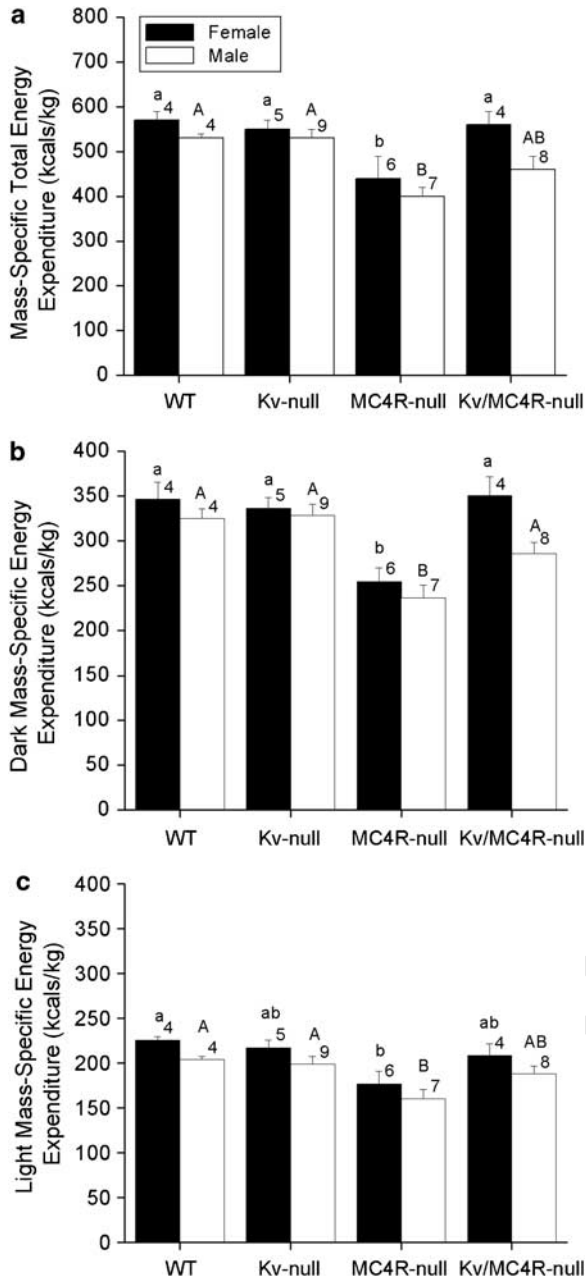 a
Mass-Specific Total Energy
Expenditure (kcals/kg)
800
700
600
500
400
300
200
100
0
Female
Male
a 4 A 4 a 5 A 9 b 6 B 7 a 4 AB 8
WT Kv-null MC4R-null Kv/MC4R-null
b
Dark Mass-Specific Energy
Expenditure (kcals/kg)
400
350
300
250
200
150
100
50
0
a 4 A 4 a 5 A 9 b 6 B 7 a 4 A 8
WT Kv-null MC4R-null Kv/MC4R-null
c
Light Mass-Specific Energy
Expenditure (kcals/kg)
400
350
300
250
200
150
100
50
0
a 4 A 4 ab 5 A 9 b 6 B 7 ab 4 AB 8
WT Kv-null MC4R-null Kv/MC4R-null